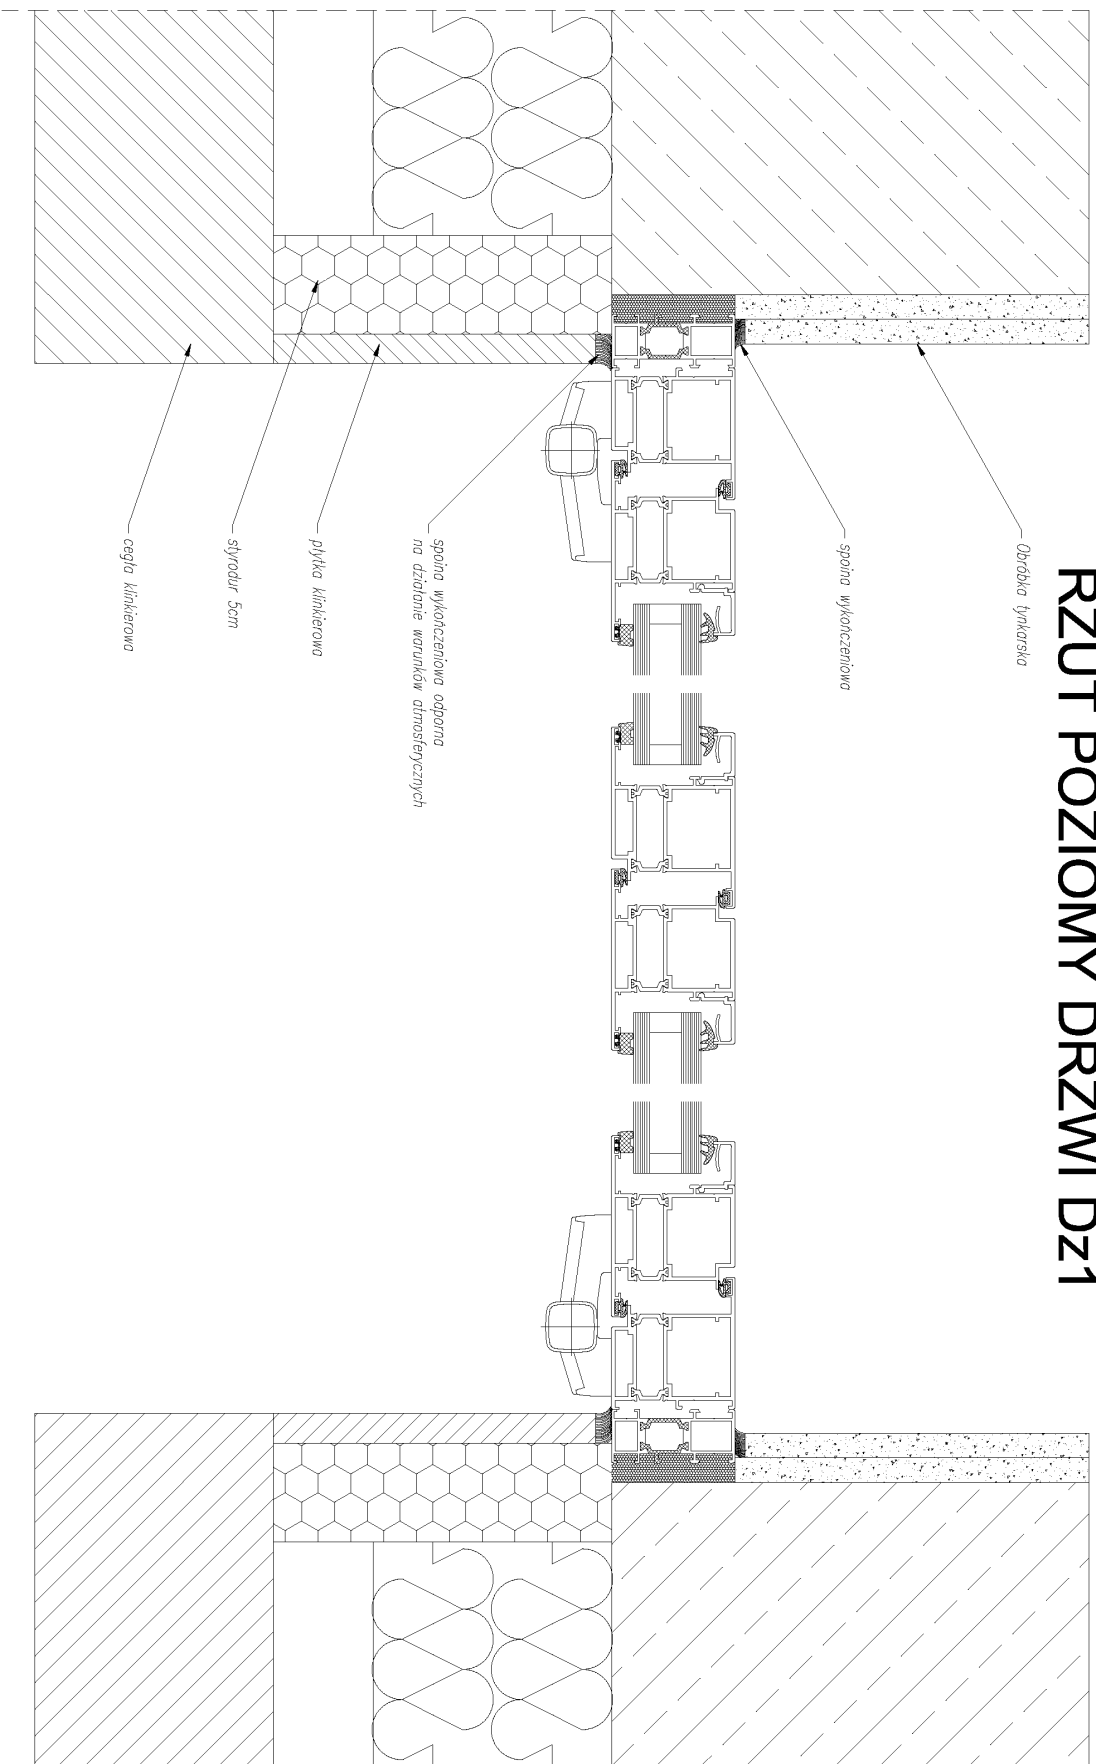 RZUT POZIOMY DRZWI Dz1
Obróbka tynkarska
spoina wykończeniowa
spoina wykończeniowa odporna
na działanie warunków atmosferycznych
płytka klinkierowa
styrodur 5cm
cegła klinkierowa